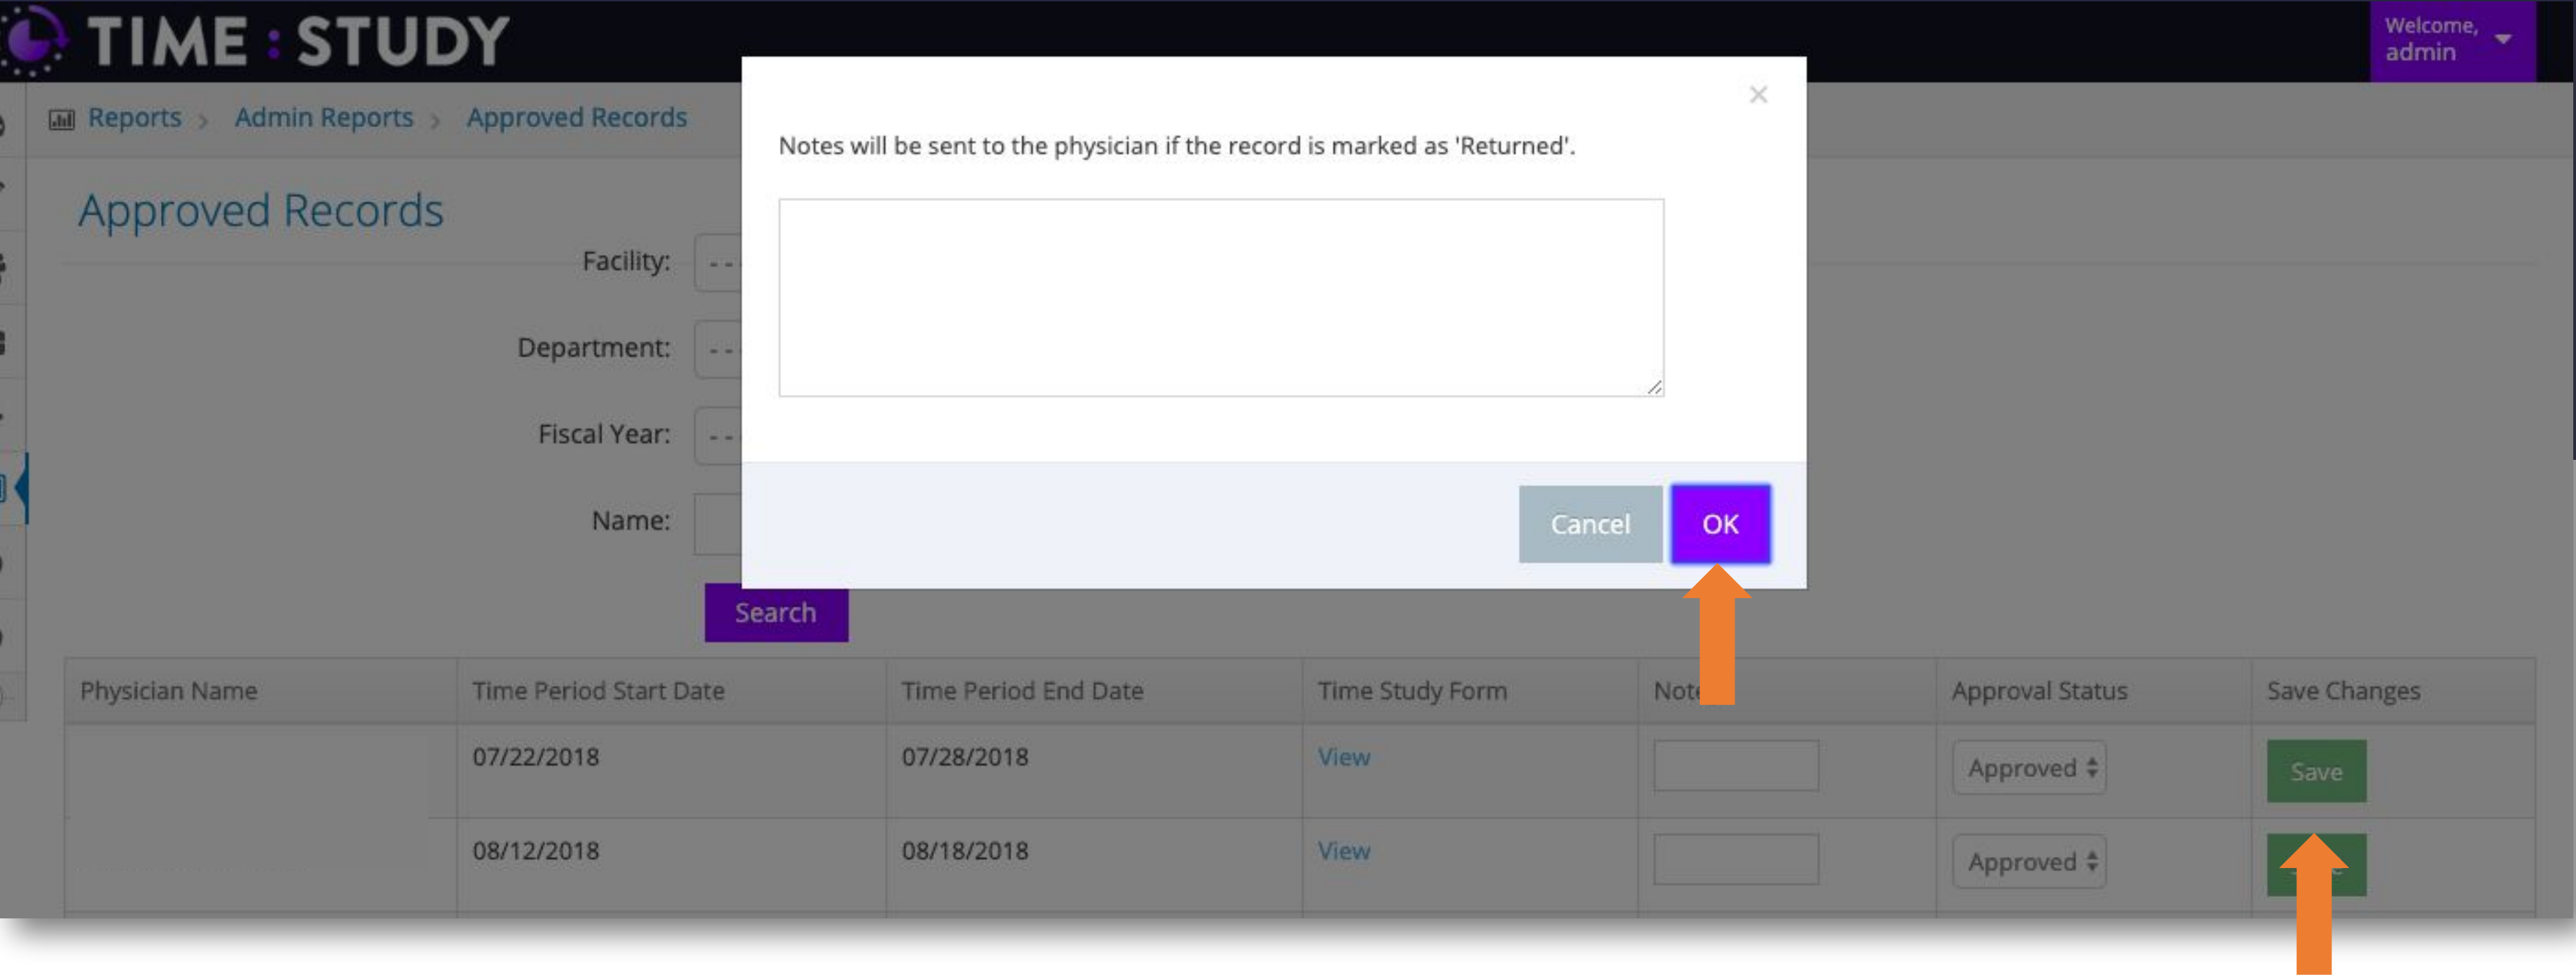 TIME : STUDY
Welcome,
admin
Reports > Admin Reports > Approved Records
×
Notes will be sent to the physician if the record is marked as 'Returned'.
Approved Records
Facility:
Department:
Fiscal Year:
Name:
Cancel OK
Search
Physician Name Time Period Start Date Time Period End Date Time Study Form Approval Status Save Changes
07/22/2018 07/28/2018 View Approved Save
08/12/2018 08/18/2018 View Approved